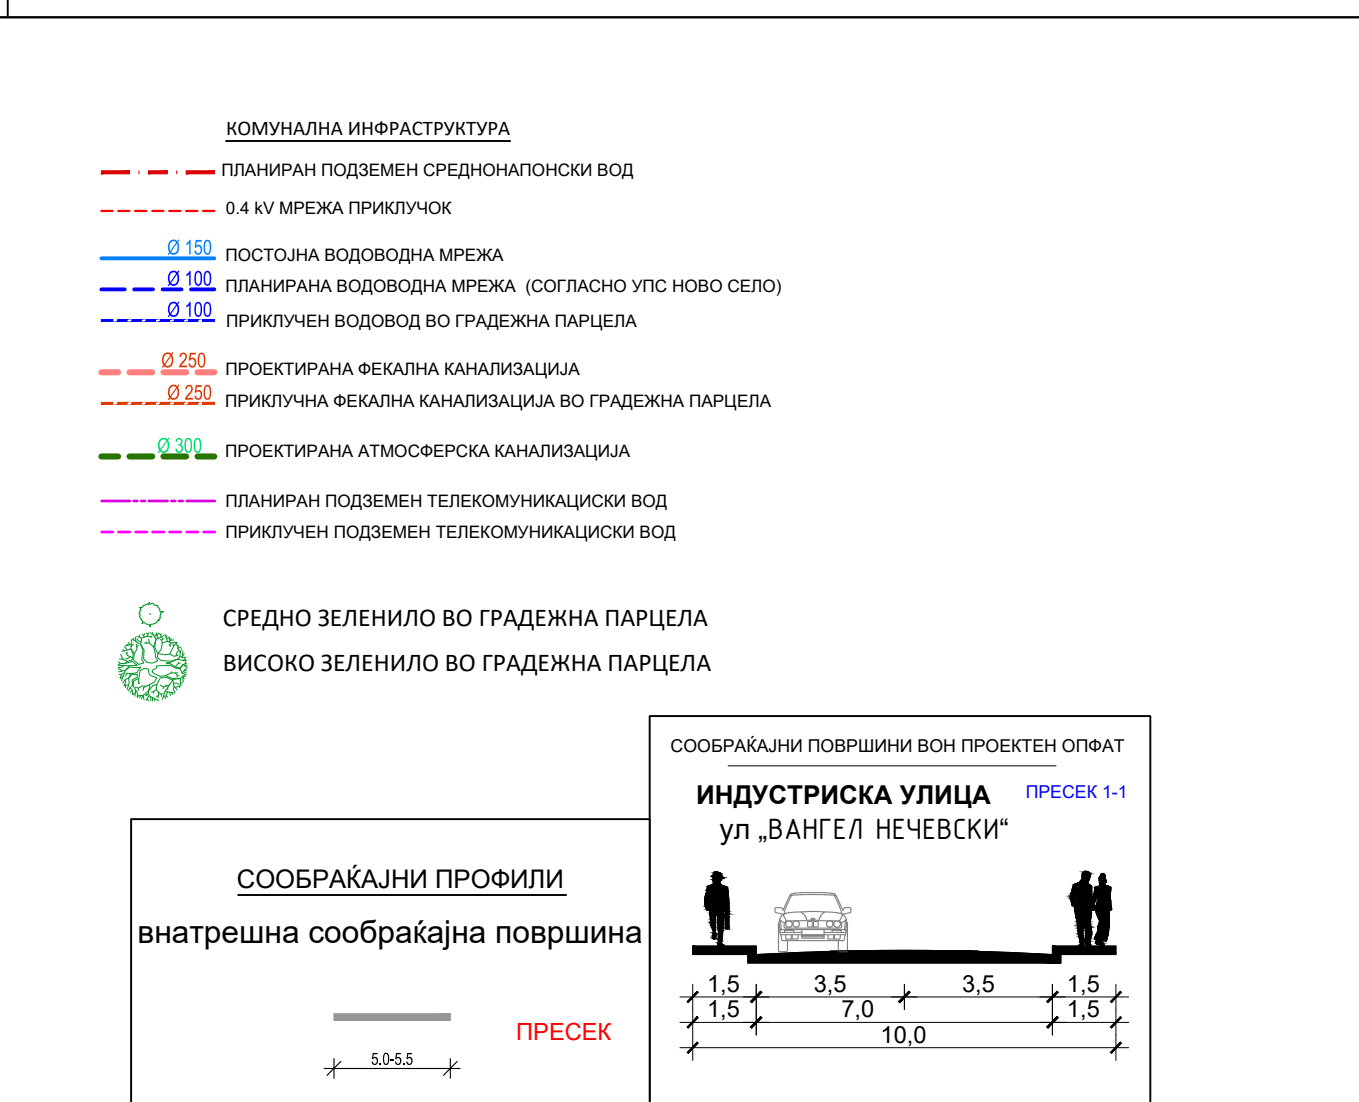 КОМУНАЛНА ИНФРАСТРУКТУРА
ПЛАНИРАН ПОДЗЕМЕН СРЕДНОНАПОНСКИ ВОД
0.4 kV МРЕЖА ПРИКЛУЧОК
Ø 150 ПОСТОЈНА ВОДОВОДНА МРЕЖА
Ø 100 ПЛАНИРАНА ВОДОВОДНА МРЕЖА (СОГЛАСНО УПС НОВО СЕЛО)
Ø 100 ПРИКЛУЧЕН ВОДОВОД ВО ГРАДЕЖНА ПАРЦЕЛА
Ø 250 ПРОЕКТИРАНА ФЕКАЛНА КАНАЛИЗАЦИЈА
Ø 250 ПРИКЛУЧНА ФЕКАЛНА КАНАЛИЗАЦИЈА ВО ГРАДЕЖНА ПАРЦЕЛА
Ø 300 ПРОЕКТИРАНА АТМОСФЕРСКА КАНАЛИЗАЦИЈА
ПЛАНИРАН ПОДЗЕМЕН ТЕЛЕКОМУНИКАЦИСКИ ВОД
ПРИКЛУЧЕН ПОДЗЕМЕН ТЕЛЕКОМУНИКАЦИСКИ ВОД
СРЕДНО ЗЕЛЕНИЛО ВО ГРАДЕЖНА ПАРЦЕЛА
ВИСОКО ЗЕЛЕНИЛО ВО ГРАДЕЖНА ПАРЦЕЛА
СООБРАЌАЈНИ ПРОФИЛИ
внатрешна сообраќајна површина
ПРЕСЕК
5.0-5.5
СООБРАЌАЈНИ ПОВРШИНИ ВОН ПРОЕКТЕН ОПФАТ
ИНДУСТРИСКА УЛИЦА ПРЕСЕК 1-1
ул „ВАНГЕЛ НЕЧЕВСКИ“
1,5 3,5 3,5 1,5
1,5 7,0 1,5
10,0